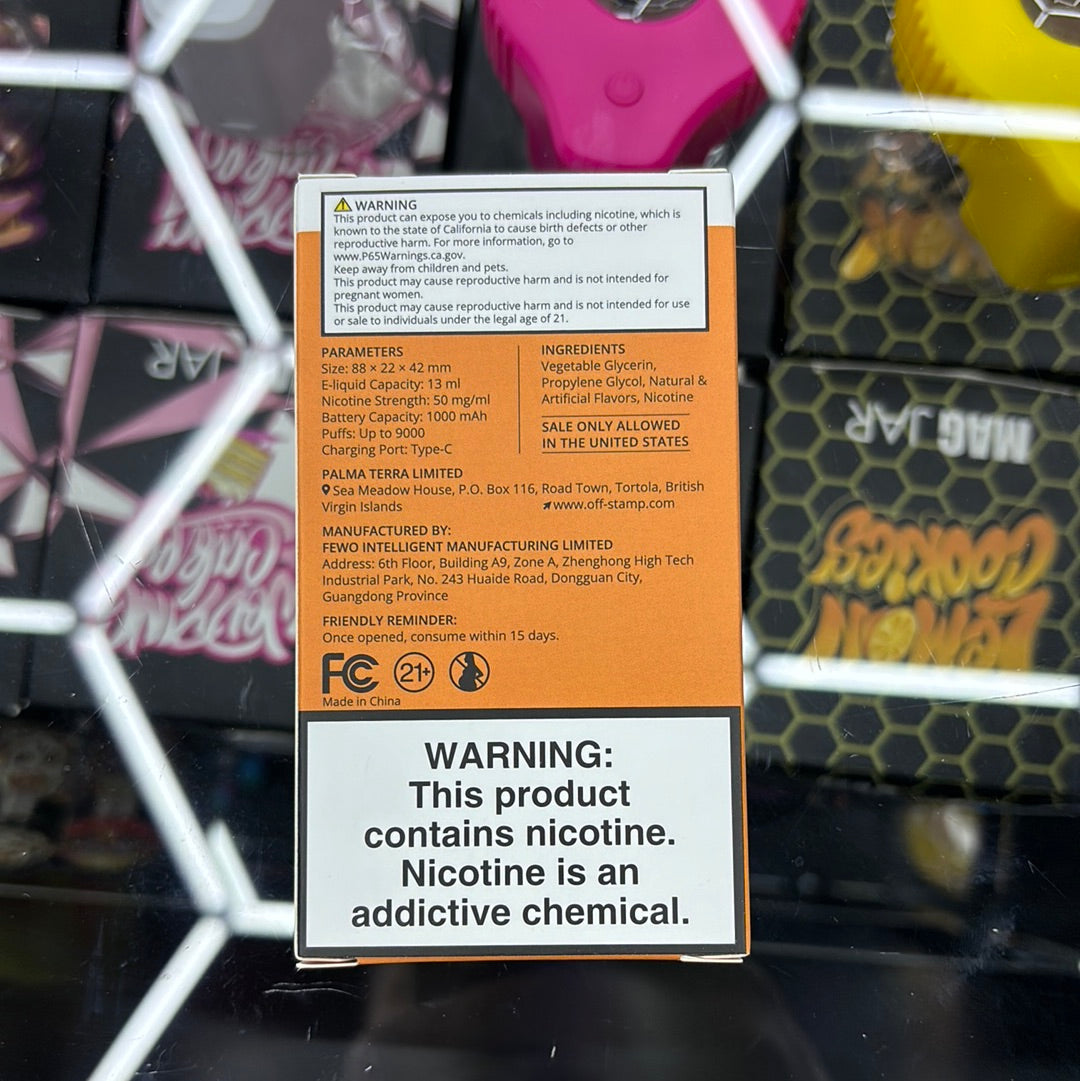 WARNING
This product can expose you to chemicals including nicotine, which is
known to the state of California to cause birth defects or other
reproductive harm. For more information, go to
www.P65Warnings.ca.gov.
Keep away from children and pets.
This product may cause reproductive harm and is not intended for
pregnant women.
This product may cause reproductive harm and is not intended for use
or sale to individuals under the legal age of 21.
PARAMETERS
Size: 88 × 22 × 42 mm
E-liquid Capacity: 13 ml
Nicotine Strength: 50 mg/ml
Battery Capacity: 1000 mAh
Puffs: Up to 9000
Charging Port: Type-C
INGREDIENTS
Vegetable Glycerin,
Propylene Glycol, Natural &
Artificial Flavors, Nicotine
SALE ONLY ALLOWED
IN THE UNITED STATES
PALMA TERRA LIMITED
Sea Meadow House, P.O. Box 116, Road Town, Tortola, British
Virgin Islands
www.off-stamp.com
MANUFACTURED BY:
FEWO INTELLIGENT MANUFACTURING LIMITED
Address: 6th Floor, Building A9, Zone A, Zhenghong High Tech
Industrial Park, No. 243 Huaide Road, Dongguan City,
Guangdong Province
FRIENDLY REMINDER:
Once opened, consume within 15 days.
FC 21+
Made in China
WARNING:
This product
contains nicotine.
Nicotine is an
addictive chemical.
JAR
MAG JAR
LEMON
COOKIES